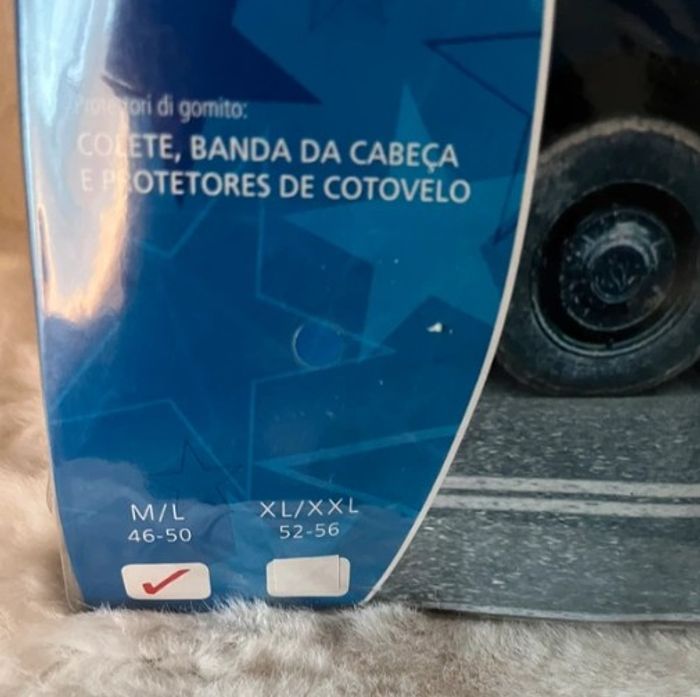 Protettori di gomito:
COLETE, BANDA DA CABEÇA
E PROTETORES DE COTOVELO
M/L
46-50
XL/XXL
52-56